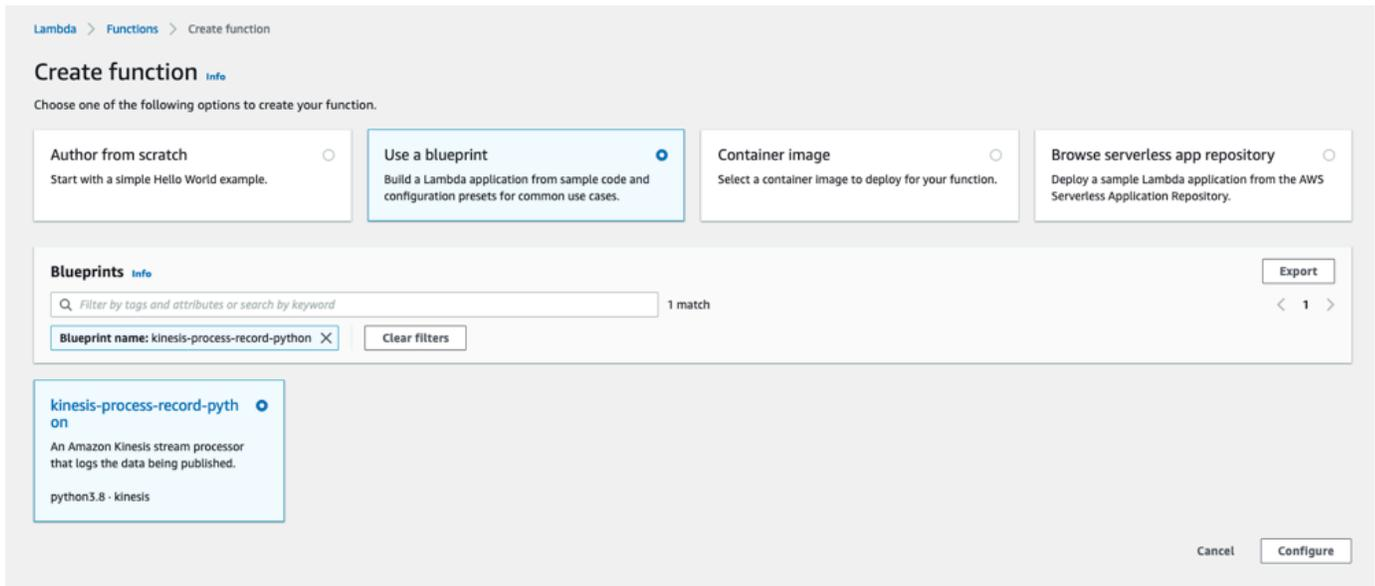 Lambda > Functions > Create function
Create function Info
Choose one of the following options to create your function.
Author from scratch
Start with a simple Hello World example.
Use a blueprint
Build a Lambda application from sample code and
configuration presets for common use cases.
Container image
Select a container image to deploy for your function.
Browse serverless app repository
Deploy a sample Lambda application from the AWS
Serverless Application Repository.
Blueprints Info
Export
Filter by tags and attributes or search by keyword
1 match
< 1 >
Blueprint name: kinesis-process-record-python X
Clear filters
kinesis-process-record-pyth
on
An Amazon Kinesis stream processor
that logs the data being published.
python3.8 · kinesis
Cancel
Configure